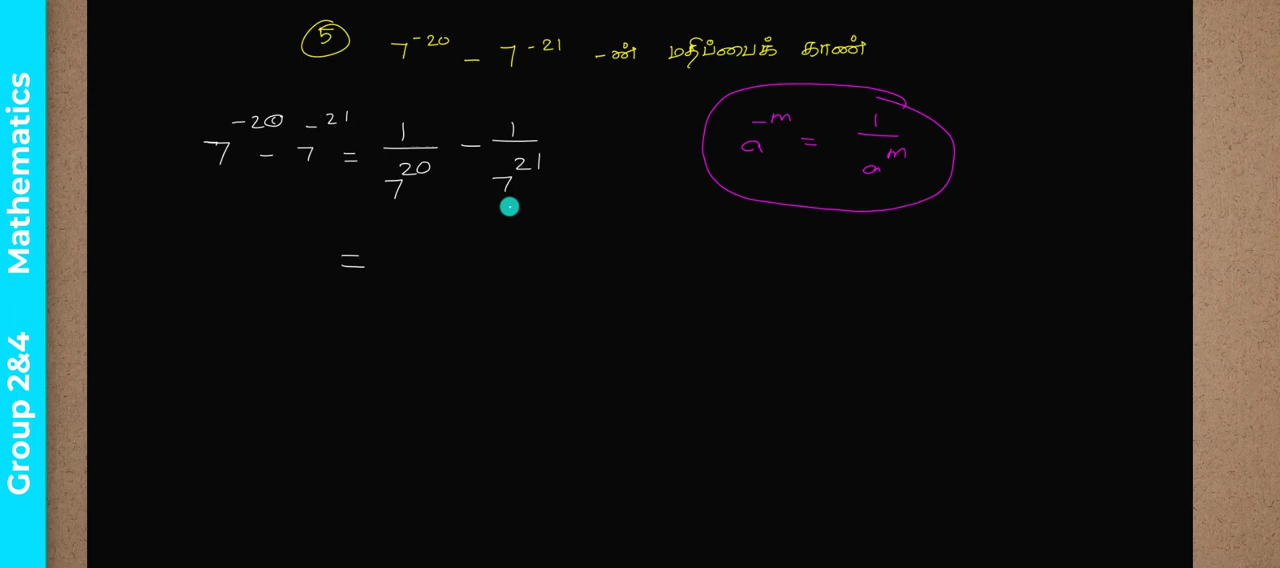 Group 2&4 Mathematics
5 7⁻²⁰ - 7⁻²¹ -ன் மதிப்பைக் காண்
7⁻²⁰ - 7⁻²¹ = 1/7²⁰ - 1/7²¹
a⁻ᵐ = 1/aᵐ
=